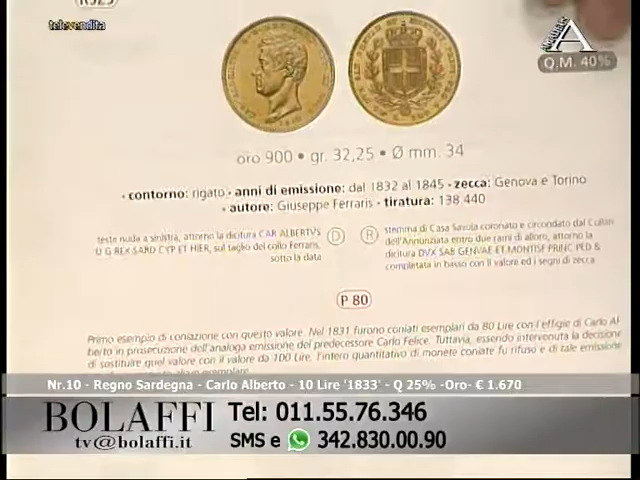 R525
televendita
Q.M. 40%
oro 900 • gr. 32,25 • Ø mm. 34
• contorno: rigato • anni di emissione: dal 1832 al 1845 • zecca: Genova e Torino
• autore: Giuseppe Ferraris • tiratura: 138 440
testa nuda a sinistra, attorno la dicitura CAR ALBERTVS
D G REX SARD CYP ET HIER, sul taglio del collo Ferraris,
sotto la data
D
R
stemma di Casa Savoia coronato e circondato dal Collare
dell'Annunziata entro due rami di alloro, attorno la
dicitura DVX SAB GENVAE ET MONTISF PRINC PED &
completata in basso con il valore ed i segni di zecca
P 80
Primo esempio di coniazione con questo valore. Nel 1831 furono coniati esemplari da 80 Lire con l'effigie di Carlo Al
berto in prosecuzione dell'analoga emissione del predecessore Carlo Felice. Tuttavia, essendo intervenuta la decisione
di sostituire quel valore con il valore da 100 Lire, l'intero quantitativo di monete coniate fu rifuso e di tale emissione
Nr.10 - Regno Sardegna - Carlo Alberto - 10 Lire '1833' - Q 25% -Oro- € 1.670
BOLAFFI
tv@bolaffi.it
Tel: 011.55.76.346
SMS e 342.830.00.90